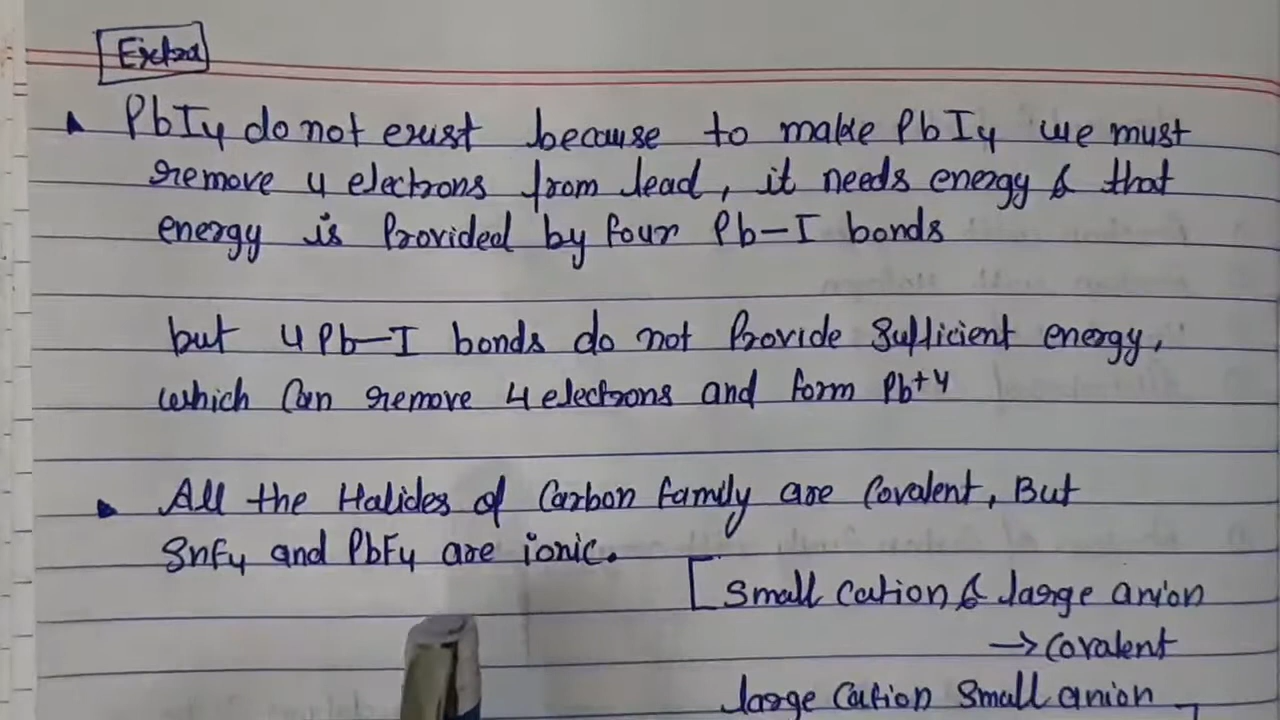 Extra
PbI4 do not exist because to make PbI4 we must
remove 4 electrons from lead, it needs energy & that
energy is Provided by four Pb-I bonds
but 4 Pb-I bonds do not Provide Sufficient energy,
which Can remove 4 electrons and form Pb+4
All the Halides of Carbon family are Covalent, But
SnF4 and PbF4 are ionic.
[Small Cation & large anion
→ Covalent
large Cation Small anion